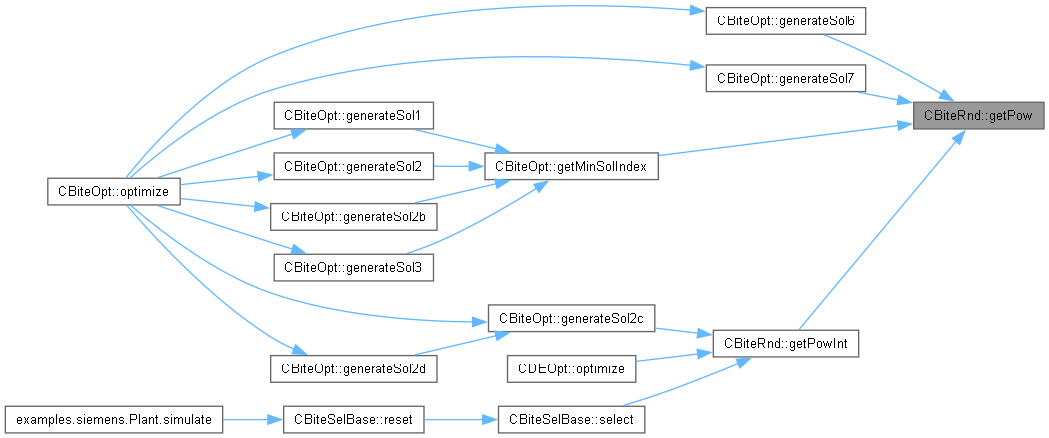 CBiteOpt::generateSol6
CBiteOpt::generateSol7
CBiteRnd::getPow
CBiteOpt::generateSol1
CBiteOpt::generateSol2
CBiteOpt::getMinSolIndex
CBiteOpt::optimize
CBiteOpt::generateSol2b
CBiteOpt::generateSol3
CBiteOpt::generateSol2c
CBiteRnd::getPowInt
CBiteOpt::generateSol2d
CDEOpt::optimize
examples.siemens.Plant.simulate
CBiteSelBase::reset
CBiteSelBase::select